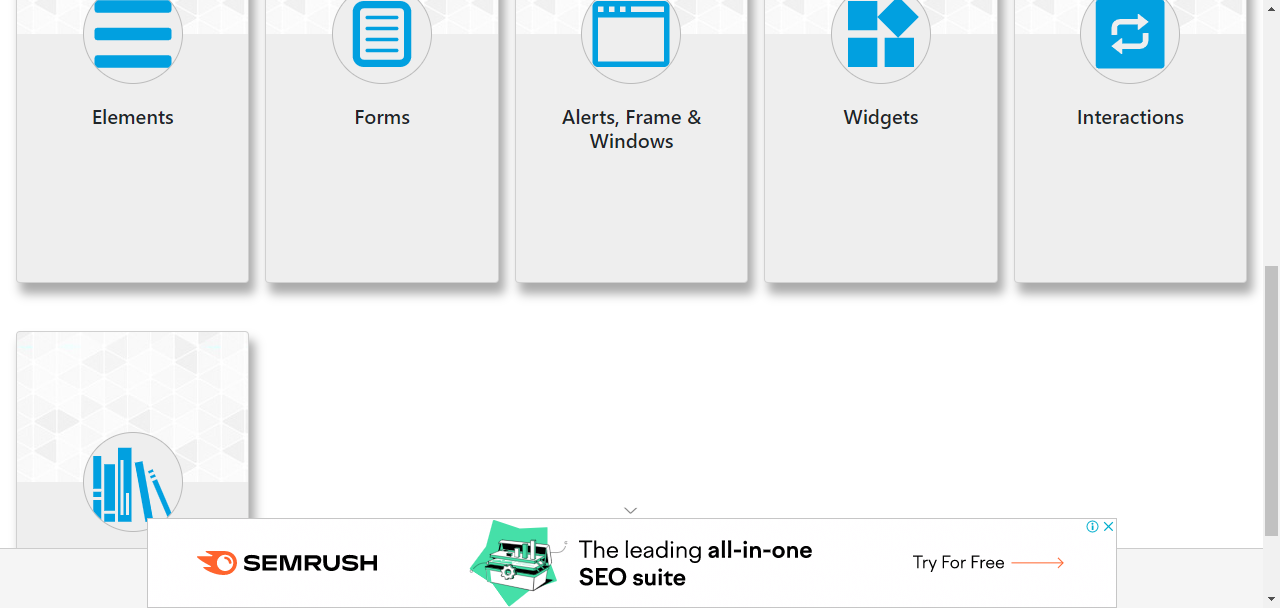 Elements
Forms
Alerts, Frame &
Windows
Widgets
Interactions
SEMRUSH
The leading all-in-one
SEO suite
Try For Free